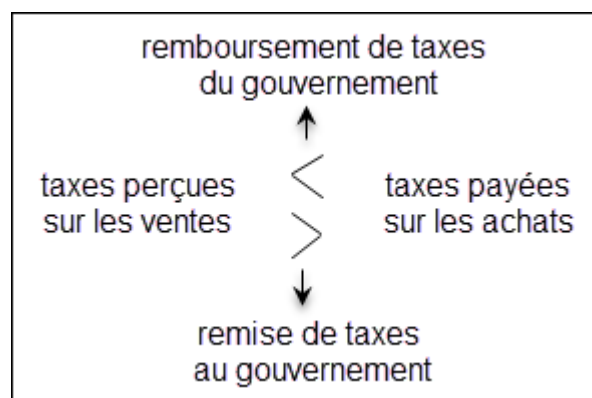 remboursement de taxes
du gouvernement
taxes perçues
sur les ventes
<
>
taxes payées
sur les achats
remise de taxes
au gouvernement